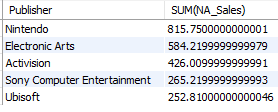 Publisher SUM(NA_Sales)
Nintendo 815.7500000000001
Electronic Arts 584.2199999999979
Activision 426.0099999999991
Sony Computer Entertainment 265.2199999999993
Ubisoft 252.81000000000046